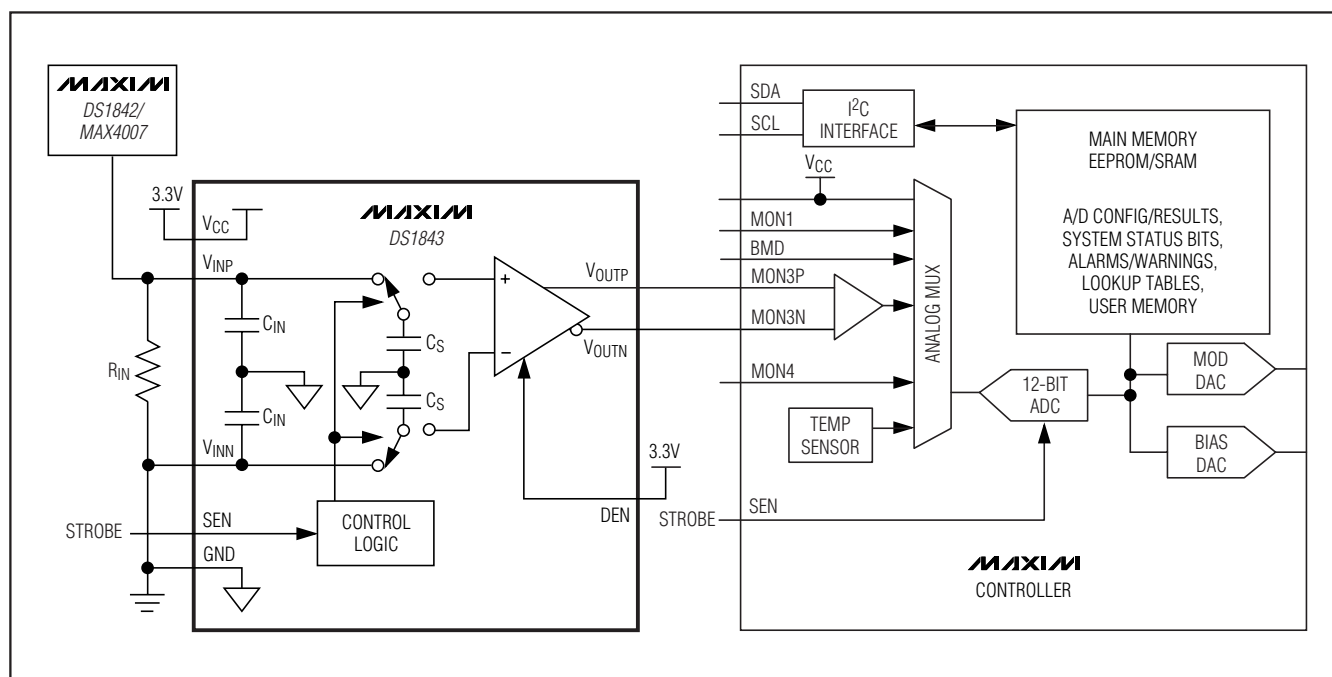 MAXIM
DS1842/
MAX4007
3.3V
VCC
VINP
RIN
CIN
CIN
VINN
STROBE
SEN
GND
MAXIM
DS1843
CS
CS
+
−
CONTROL
LOGIC
VOUTP
VOUTN
3.3V
DEN
SDA
SCL
I2C
INTERFACE
VCC
MON1
BMD
MON3P
MON3N
MON4
ANALOG MUX
TEMP
SENSOR
STROBE
SEN
MAIN MEMORY
EEPROM/SRAM
A/D CONFIG/RESULTS,
SYSTEM STATUS BITS,
ALARMS/WARNINGS,
LOOKUP TABLES,
USER MEMORY
12-BIT
ADC
MOD
DAC
BIAS
DAC
MAXIM
CONTROLLER